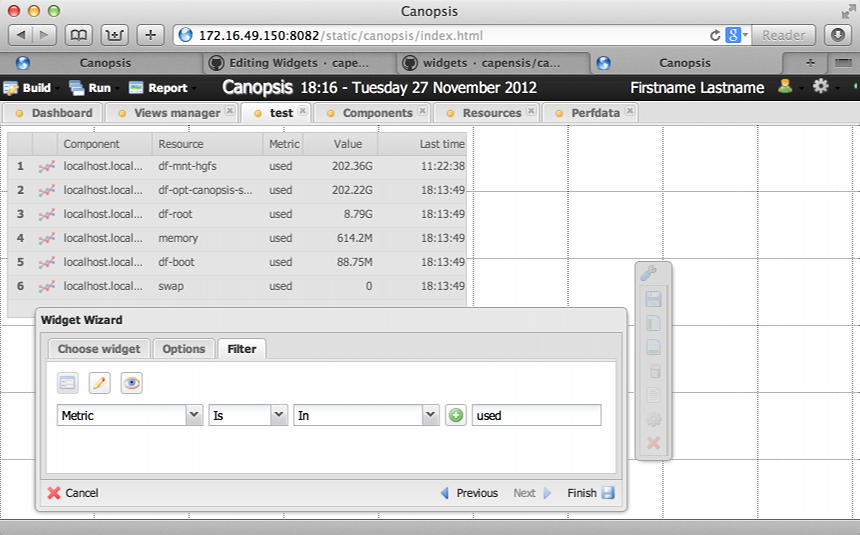 Canopsis
172.16.49.150:8082/static/canopsis/index.html
Reader
Canopsis
Editing Widgets · cape...
widgets · capensis/ca...
Canopsis
Build
Run
Report
Canopsis 18:16 - Tuesday 27 November 2012
Firstname Lastname
Dashboard
Views manager
test
Components
Resources
Perfdata
Component Resource Metric Value Last time
1 localhost.local... df-mnt-hgfs used 202.36G 11:22:38
2 localhost.local... df-opt-canopsis-s... used 202.22G 18:13:49
3 localhost.local... df-root used 8.79G 18:13:49
4 localhost.local... memory used 614.2M 18:13:49
5 localhost.local... df-boot used 88.75M 18:13:49
6 localhost.local... swap used 0 18:13:49
Widget Wizard
Choose widget
Options
Filter
Metric
Is
In
used
Cancel
Previous
Next
Finish